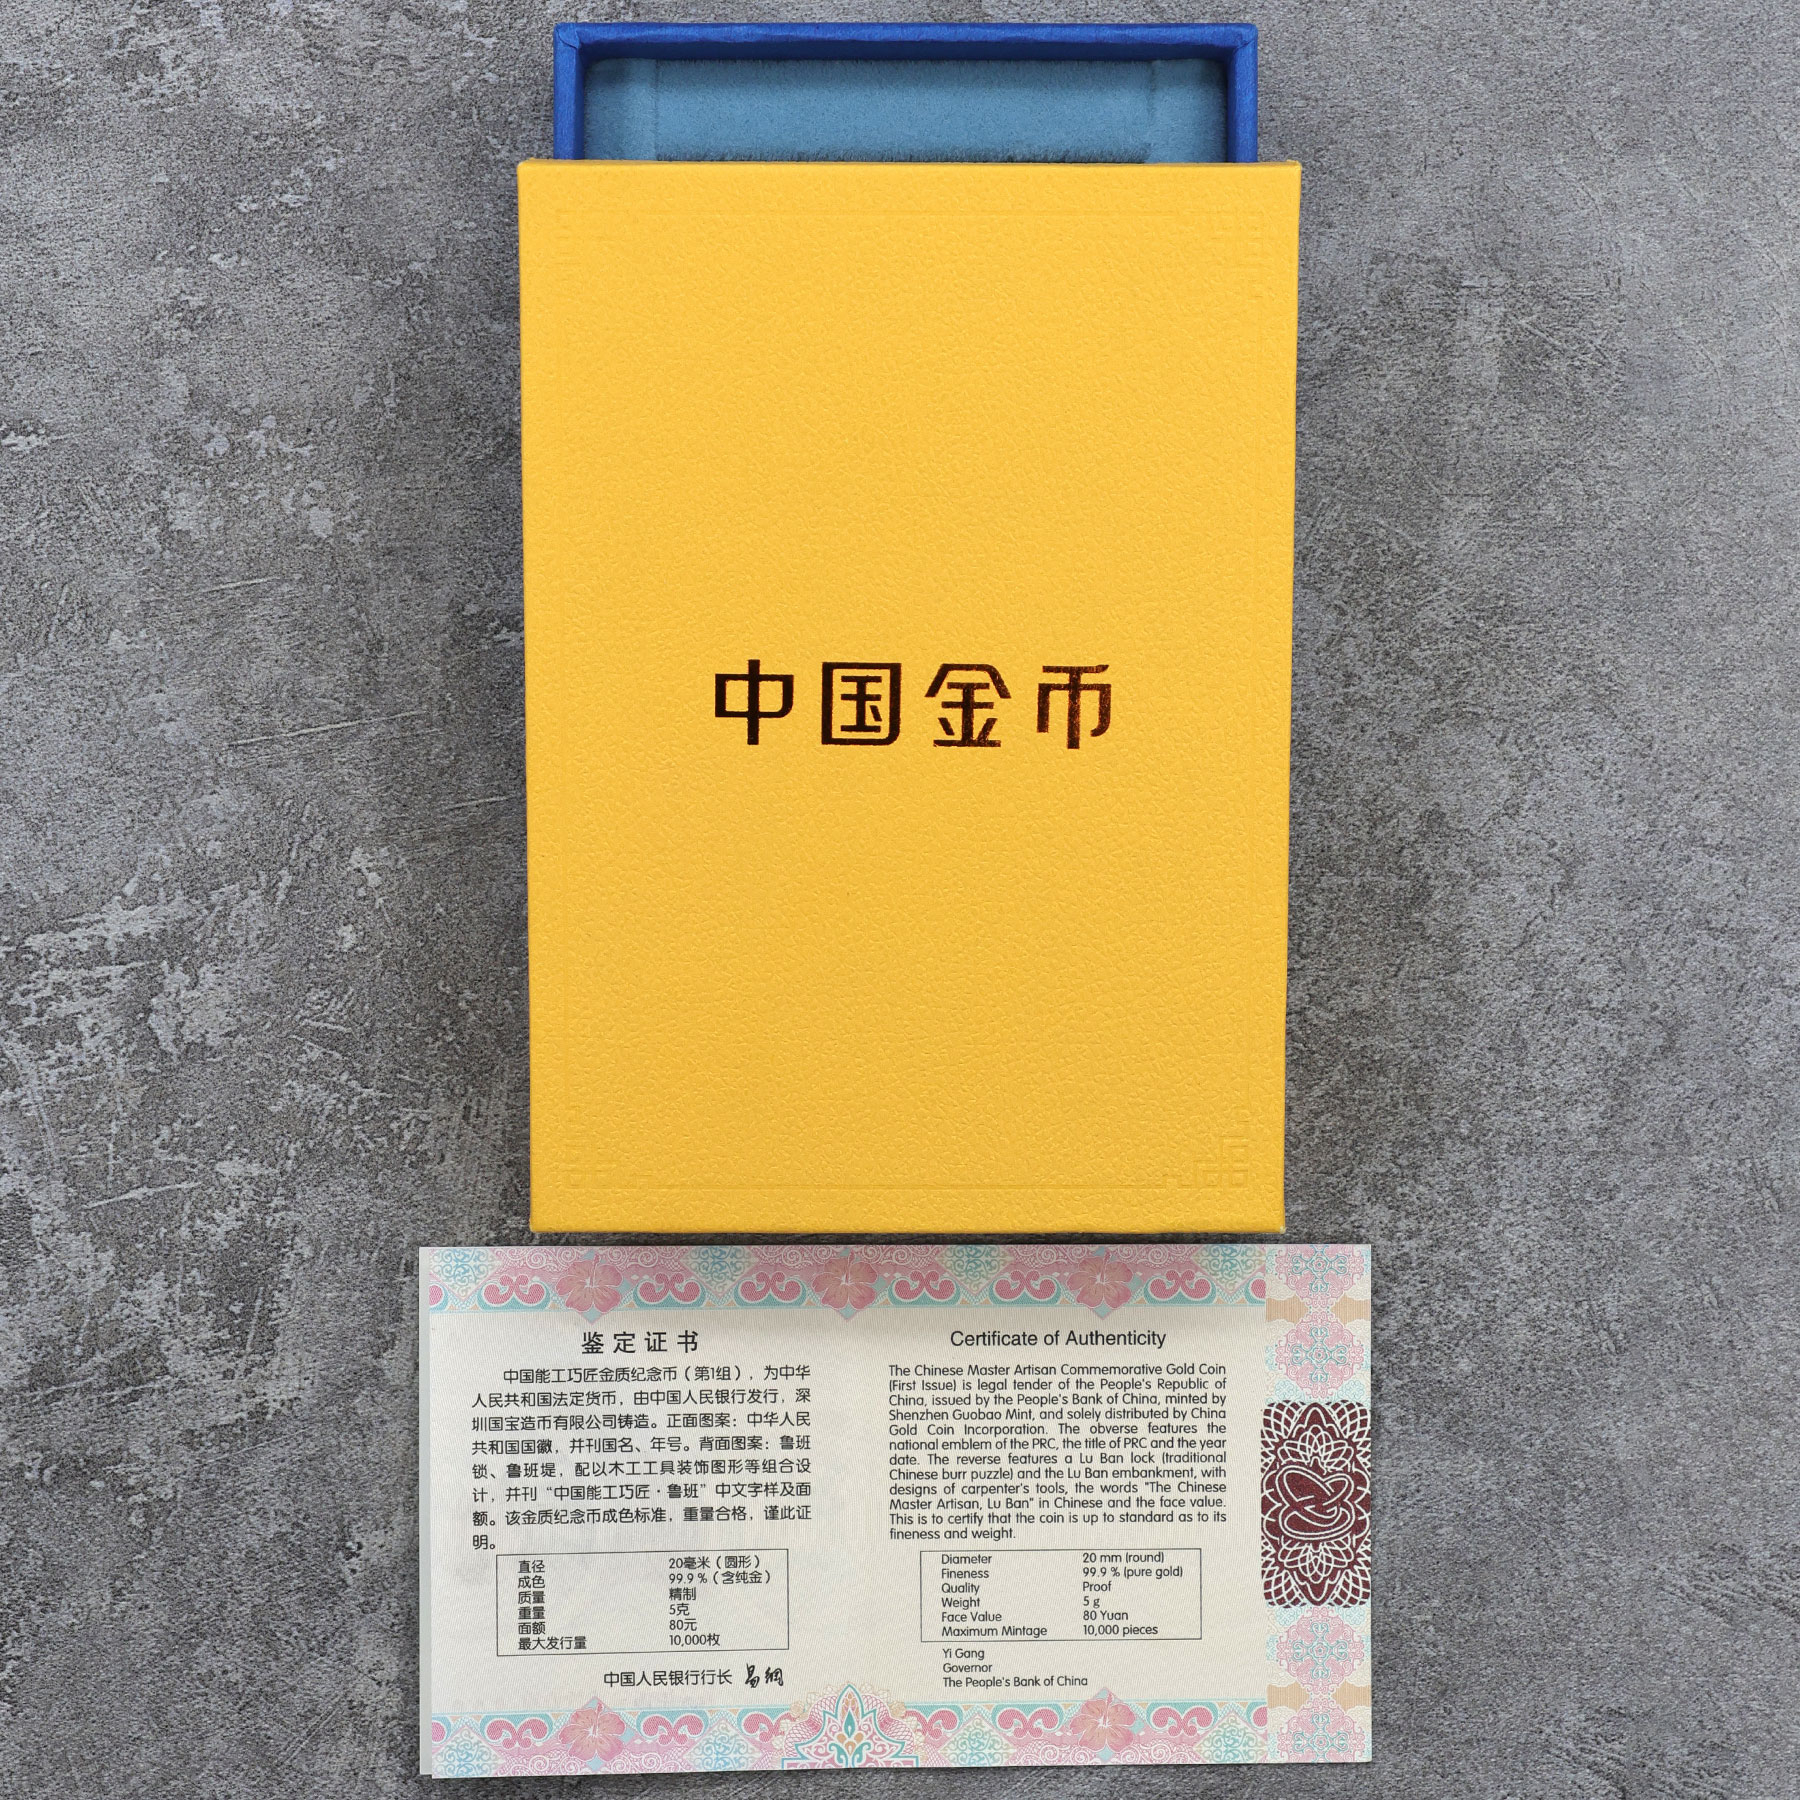 中国金币
鉴定证书
中国能工巧匠金质纪念币（第1组），为中华
人民共和国法定货币，由中国人民银行发行，深
圳国宝造币有限公司铸造。正面图案：中华人民
共和国国徽，并刊国名、年号。背面图案：鲁班
锁、鲁班堤，配以木工工具装饰图形等组合设
计，并刊“中国能工巧匠·鲁班”中文字样及面
额。该金质纪念币成色标准，重量合格，谨此证
明。
直径 20毫米（圆形）
成色 99.9％（含纯金）
质量 精制
重量 5克
面额 80元
最大发行量 10,000枚
中国人民银行行长 易纲
Certificate of Authenticity
The Chinese Master Artisan Commemorative Gold Coin
(First Issue) is legal tender of the People's Republic of
China, issued by the People's Bank of China, minted by
Shenzhen Guobao Mint, and solely distributed by China
Gold Coin Incorporation. The obverse features the
national emblem of the PRC, the title of PRC and the year
date. The reverse features a Lu Ban lock (traditional
Chinese burr puzzle) and the Lu Ban embankment, with
designs of carpenter's tools, the words "The Chinese
Master Artisan, Lu Ban" in Chinese and the face value.
This is to certify that the coin is up to standard as to its
fineness and weight.
Diameter 20 mm (round)
Fineness 99.9 % (pure gold)
Quality Proof
Weight 5 g
Face Value 80 Yuan
Maximum Mintage 10,000 pieces
Yi Gang
Governor
The People's Bank of China